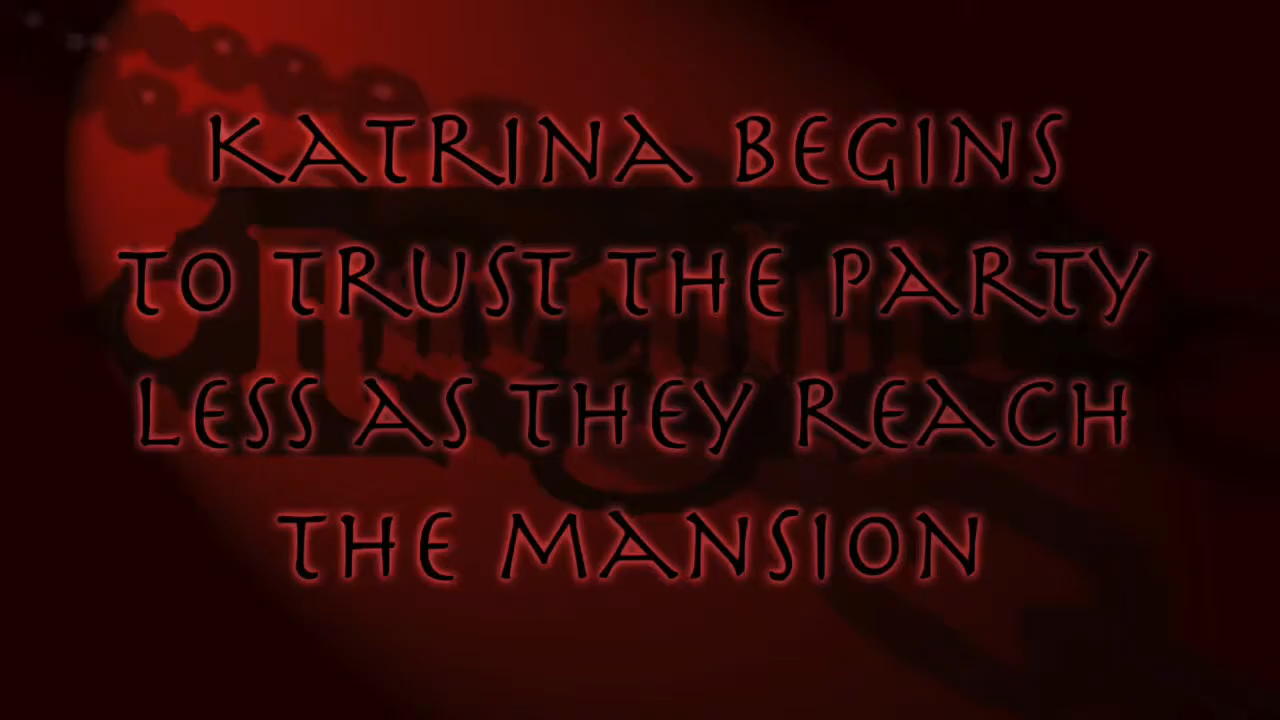 KATRINA BEGINS
TO TRUST THE PARTY
LESS AS THEY REACH
THE MANSION